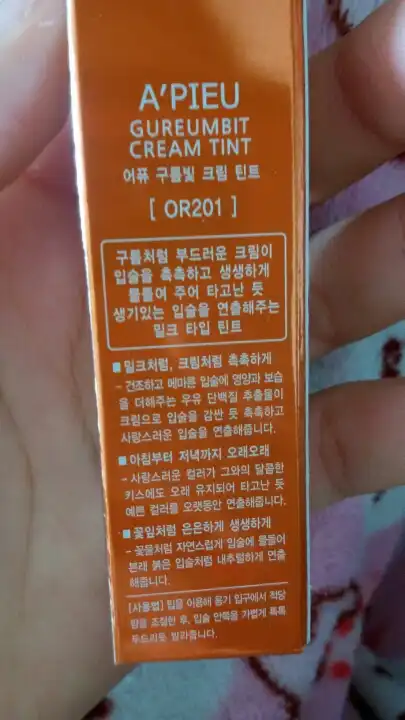 A'PIEU
GUREUMBIT
CREAM TINT
어퓨 구름빛 크림 틴트
[ OR201 ]
구름처럼 부드러운 크림이
입술을 촉촉하고 생생하게
물들여 주어 타고난 듯
생기있는 입술을 연출해주는
밀크 타입 틴트
■ 밀크처럼, 크림처럼 촉촉하게
- 건조하고 메마른 입술에 영양과 보습
을 더해주는 우유 단백질 추출물이
크림으로 입술을 감싼 듯 촉촉하고
사랑스러운 입술을 연출해줍니다.
■ 아침부터 저녁까지 오래오래
- 사랑스러운 컬러가 그와의 달콤한
키스에도 오래 유지되어 타고난 듯
예쁜 컬러를 오랫동안 연출해줍니다.
■ 꽃잎처럼 은은하게 생생하게
- 꽃물처럼 자연스럽게 입술에 물들어
본래 붉은 입술처럼 내추럴하게 연출
해줍니다.
[사용법] 팁을 이용해 용기 입구에서 적당
량을 조절한 후, 입술 안쪽을 가볍게 톡톡
두드리듯 발라줍니다.